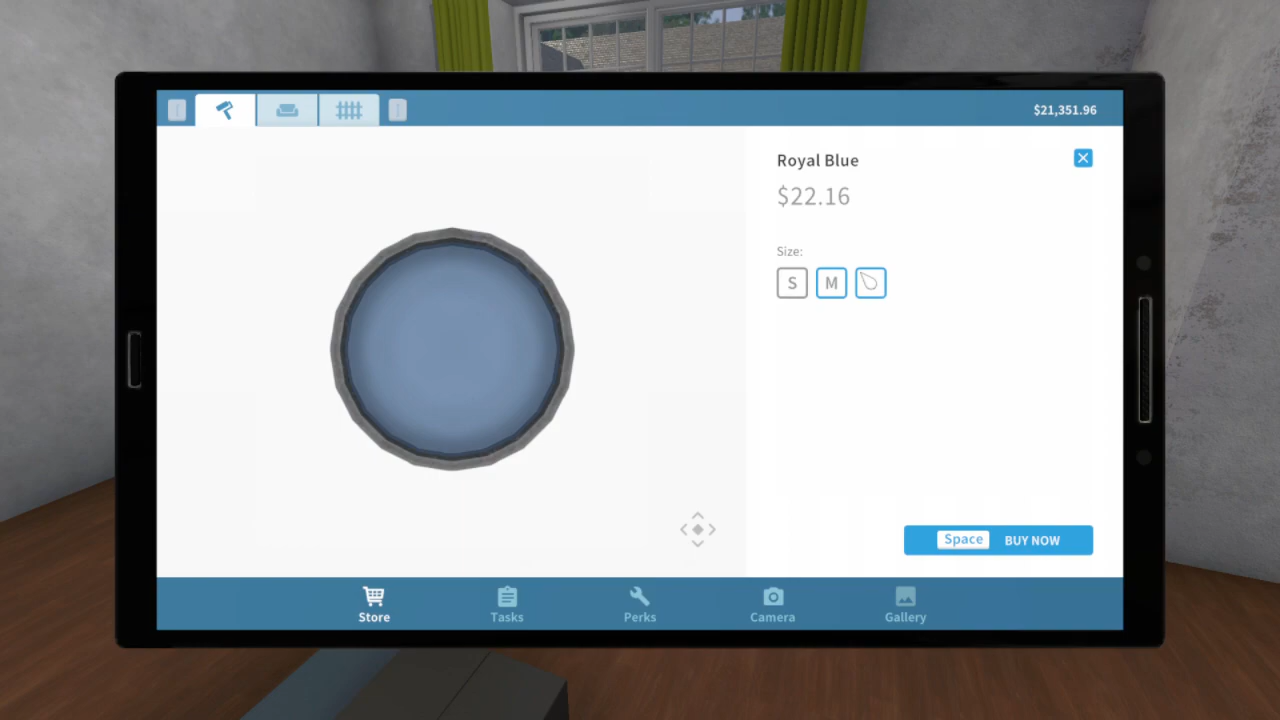 $21,351.96
Royal Blue
$22.16
Size:
S M
Space BUY NOW
Store Tasks Perks Camera Gallery